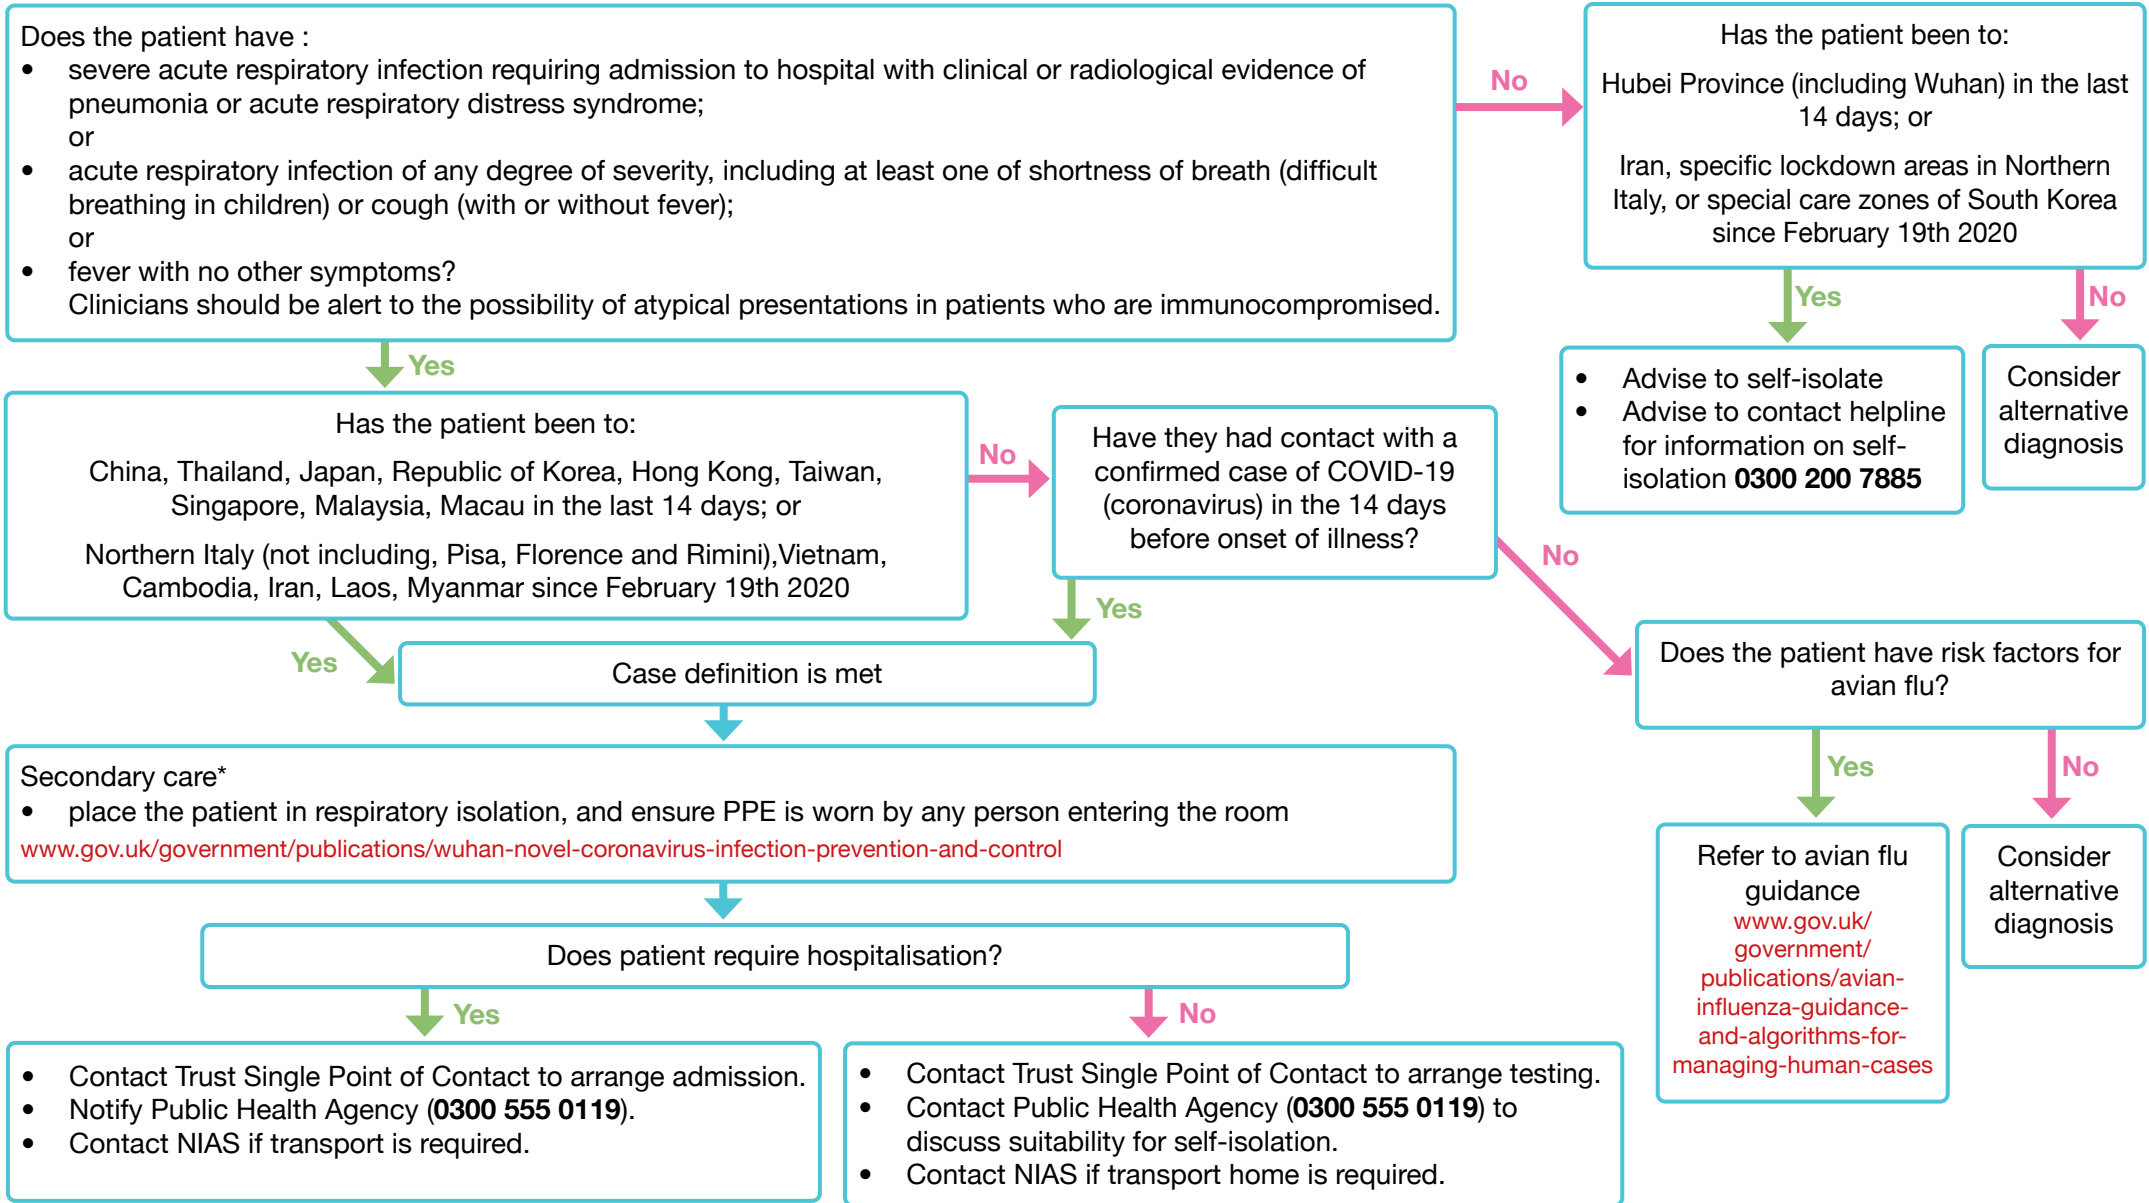 Does the patient have :
• severe acute respiratory infection requiring admission to hospital with clinical or radiological evidence of
pneumonia or acute respiratory distress syndrome;
or
• acute respiratory infection of any degree of severity, including at least one of shortness of breath (difficult
breathing in children) or cough (with or without fever);
or
• fever with no other symptoms?
Clinicians should be alert to the possibility of atypical presentations in patients who are immunocompromised.
No
Has the patient been to:
Hubei Province (including Wuhan) in the last
14 days; or
Iran, specific lockdown areas in Northern
Italy, or special care zones of South Korea
since February 19th 2020
Yes
No
• Advise to self-isolate
• Advise to contact helpline
for information on self-
isolation 0300 200 7885
Consider
alternative
diagnosis
Yes
Has the patient been to:
China, Thailand, Japan, Republic of Korea, Hong Kong, Taiwan,
Singapore, Malaysia, Macau in the last 14 days; or
Northern Italy (not including, Pisa, Florence and Rimini),Vietnam,
Cambodia, Iran, Laos, Myanmar since February 19th 2020
No
Have they had contact with a
confirmed case of COVID-19
(coronavirus) in the 14 days
before onset of illness?
No
Yes
Yes
Case definition is met
Does the patient have risk factors for
avian flu?
Yes
No
Refer to avian flu
guidance
www.gov.uk/
government/
publications/avian-
influenza-guidance-
and-algorithms-for-
managing-human-cases
Consider
alternative
diagnosis
Secondary care*
• place the patient in respiratory isolation, and ensure PPE is worn by any person entering the room
www.gov.uk/government/publications/wuhan-novel-coronavirus-infection-prevention-and-control
Does patient require hospitalisation?
Yes
No
• Contact Trust Single Point of Contact to arrange admission.
• Notify Public Health Agency (0300 555 0119).
• Contact NIAS if transport is required.
• Contact Trust Single Point of Contact to arrange testing.
• Contact Public Health Agency (0300 555 0119) to
discuss suitability for self-isolation.
• Contact NIAS if transport home is required.